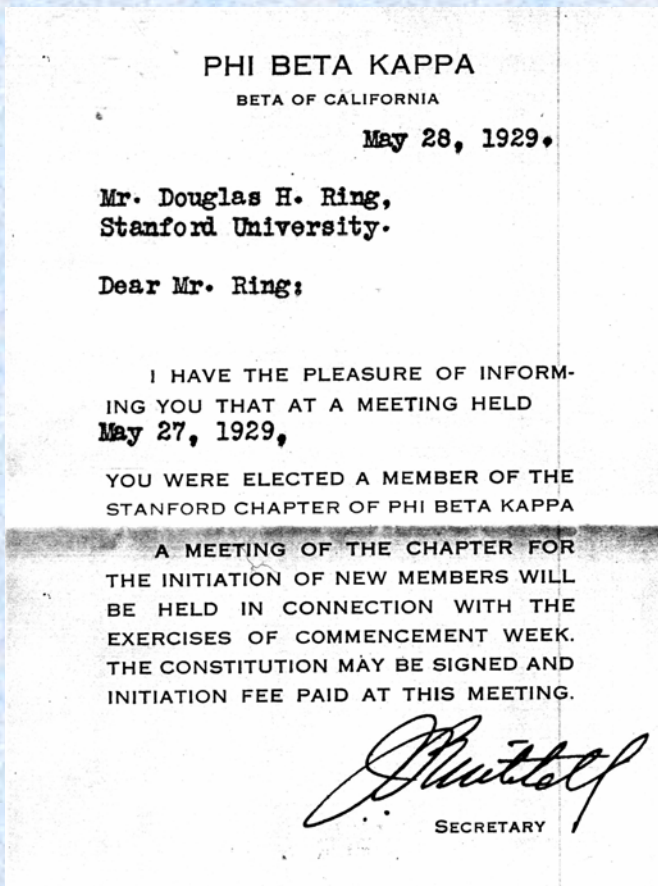 PHI BETA KAPPA
BETA OF CALIFORNIA
May 28, 1929.
Mr. Douglas H. Ring,
Stanford University.
Dear Mr. Ring:
I HAVE THE PLEASURE OF INFORM-
ING YOU THAT AT A MEETING HELD
May 27, 1929,
YOU WERE ELECTED A MEMBER OF THE
STANFORD CHAPTER OF PHI BETA KAPPA
A MEETING OF THE CHAPTER FOR
THE INITIATION OF NEW MEMBERS WILL
BE HELD IN CONNECTION WITH THE
EXERCISES OF COMMENCEMENT WEEK.
THE CONSTITUTION MAY BE SIGNED AND
INITIATION FEE PAID AT THIS MEETING.
SECRETARY